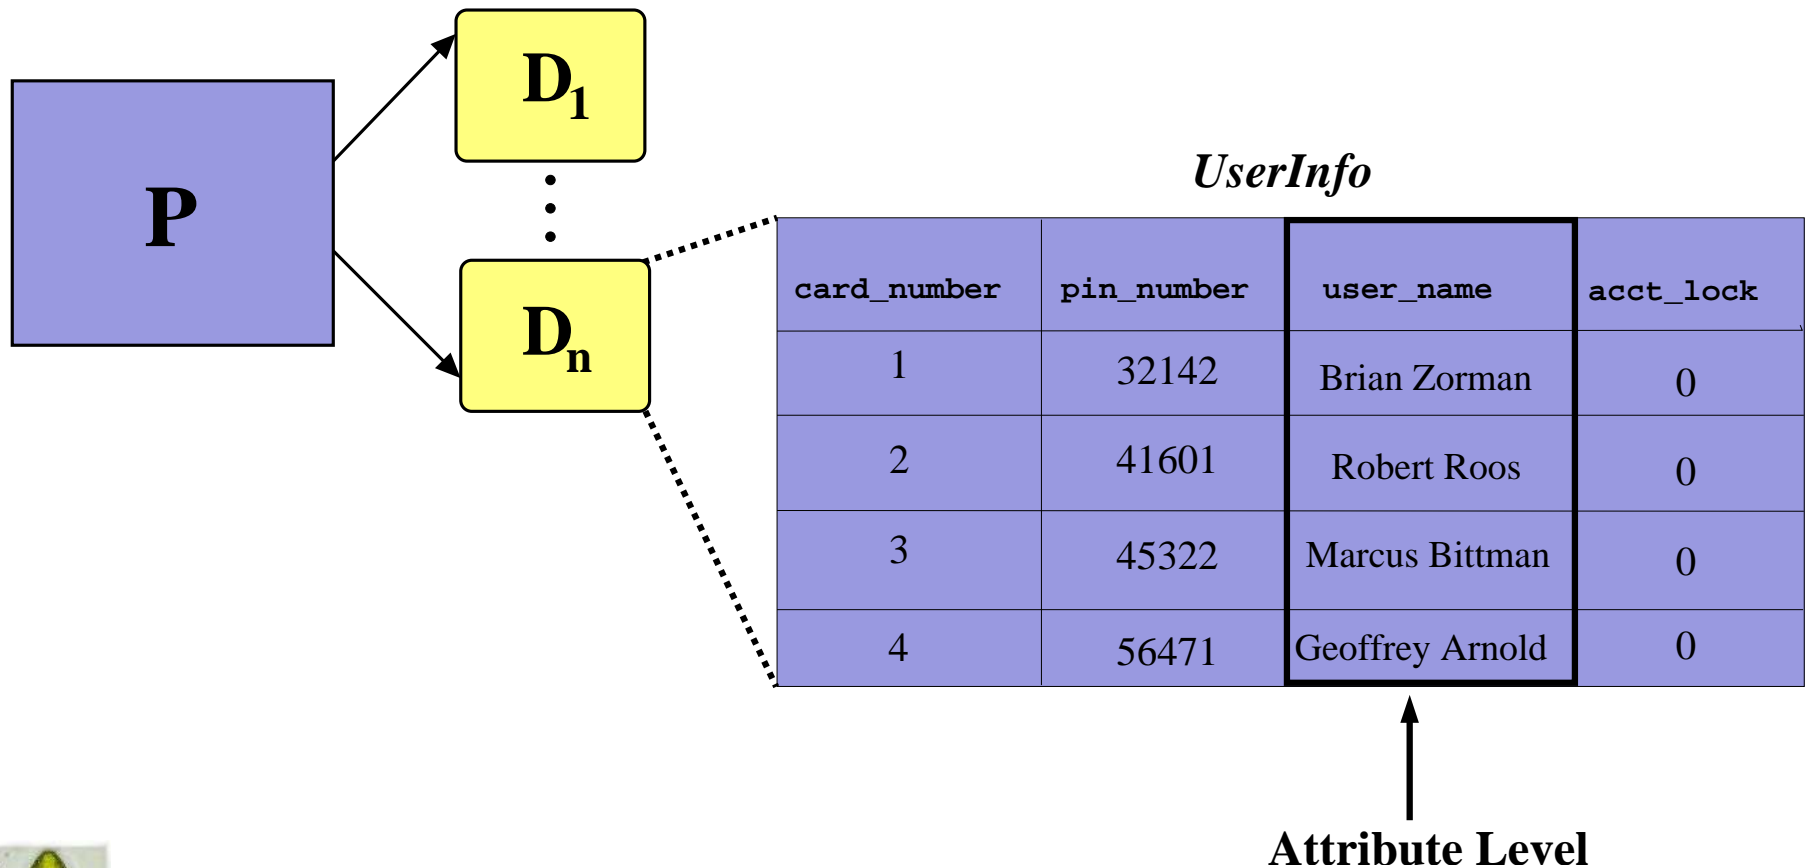 P
D1
Dn
UserInfo
card_number pin_number user_name acct_lock
1 32142 Brian Zorman 0
2 41601 Robert Roos 0
3 45322 Marcus Bittman 0
4 56471 Geoffrey Arnold 0
Attribute Level